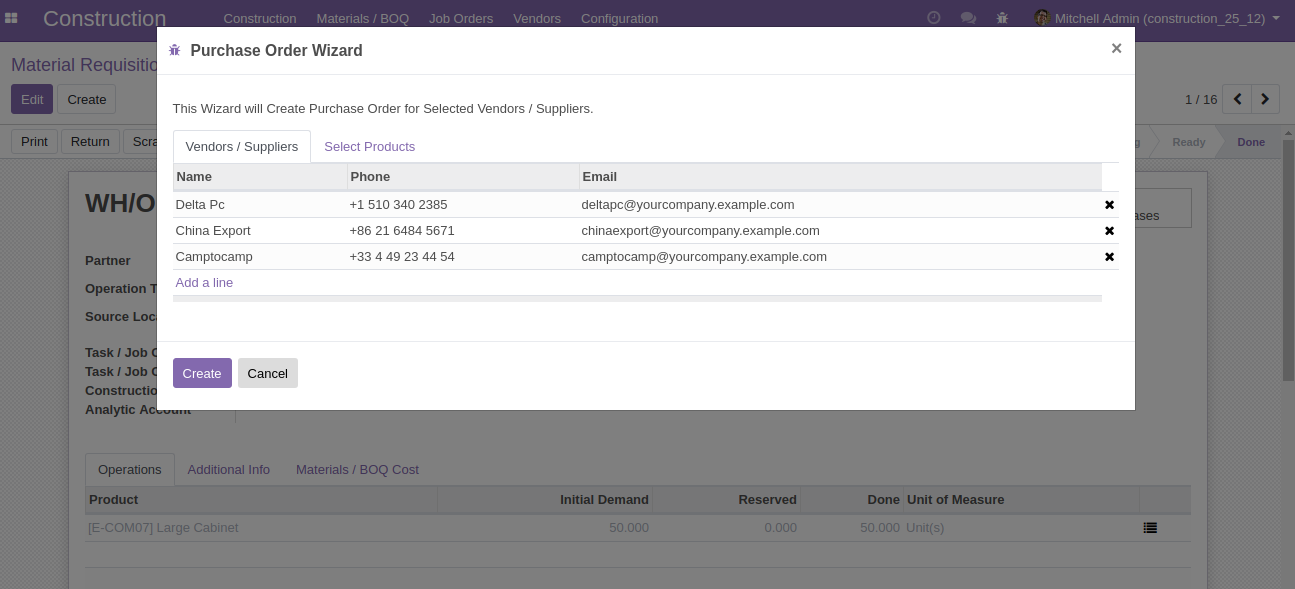 Construction Construction Materials / BOQ Job Orders Vendors Configuration Mitchell Admin (construction_25_12)
Material Requisitio
Edit Create 1 / 16
Print Return Scra g Ready Done
Purchase Order Wizard ×
This Wizard will Create Purchase Order for Selected Vendors / Suppliers.
Vendors / Suppliers Select Products
Name Phone Email
Delta Pc +1 510 340 2385 deltapc@yourcompany.example.com
China Export +86 21 6484 5671 chinaexport@yourcompany.example.com
Camptocamp +33 4 49 23 44 54 camptocamp@yourcompany.example.com
Add a line
Create Cancel
WH/O
ases
Partner
Operation T
Source Loca
Task / Job O
Task / Job O
Constructio
Analytic Account
Operations Additional Info Materials / BOQ Cost
Product Initial Demand Reserved Done Unit of Measure
[E-COM07] Large Cabinet 50.000 0.000 50.000 Unit(s)